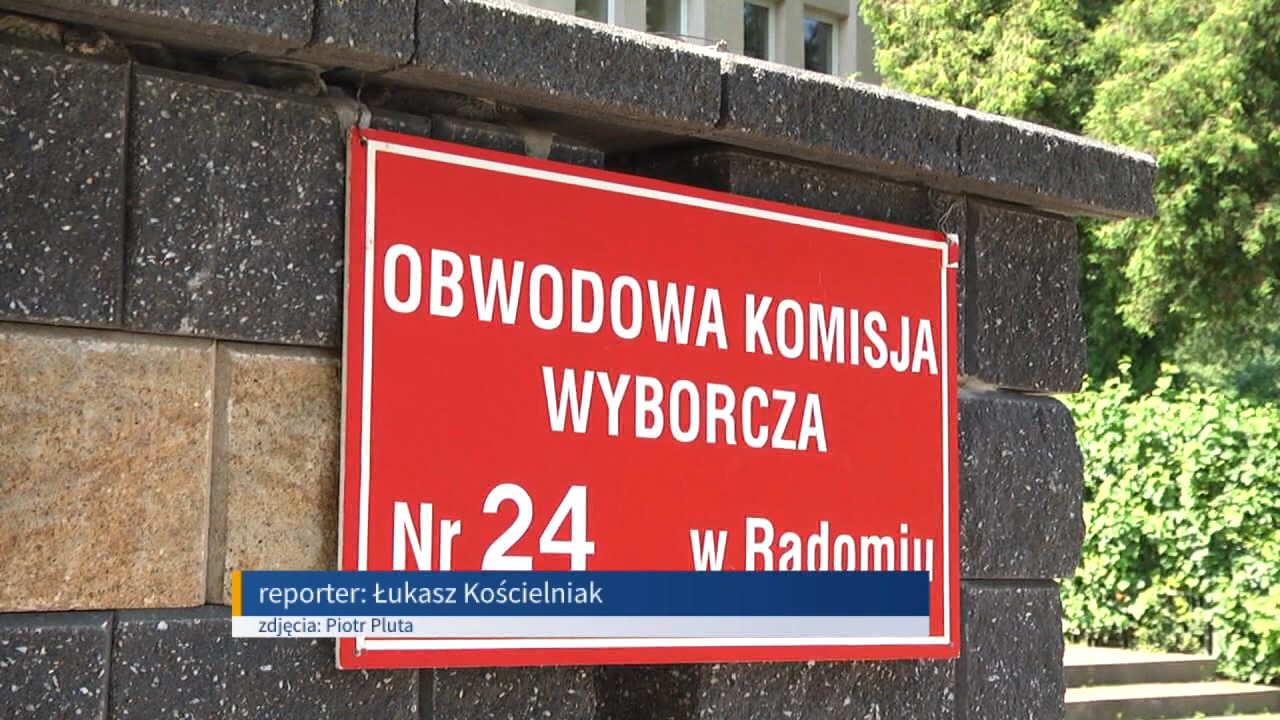 OBWODOWA KOMISJA
WYBORCZA
Nr 24 w Radomiu
reporter: Łukasz Kościelniak
zdjęcia: Piotr Pluta